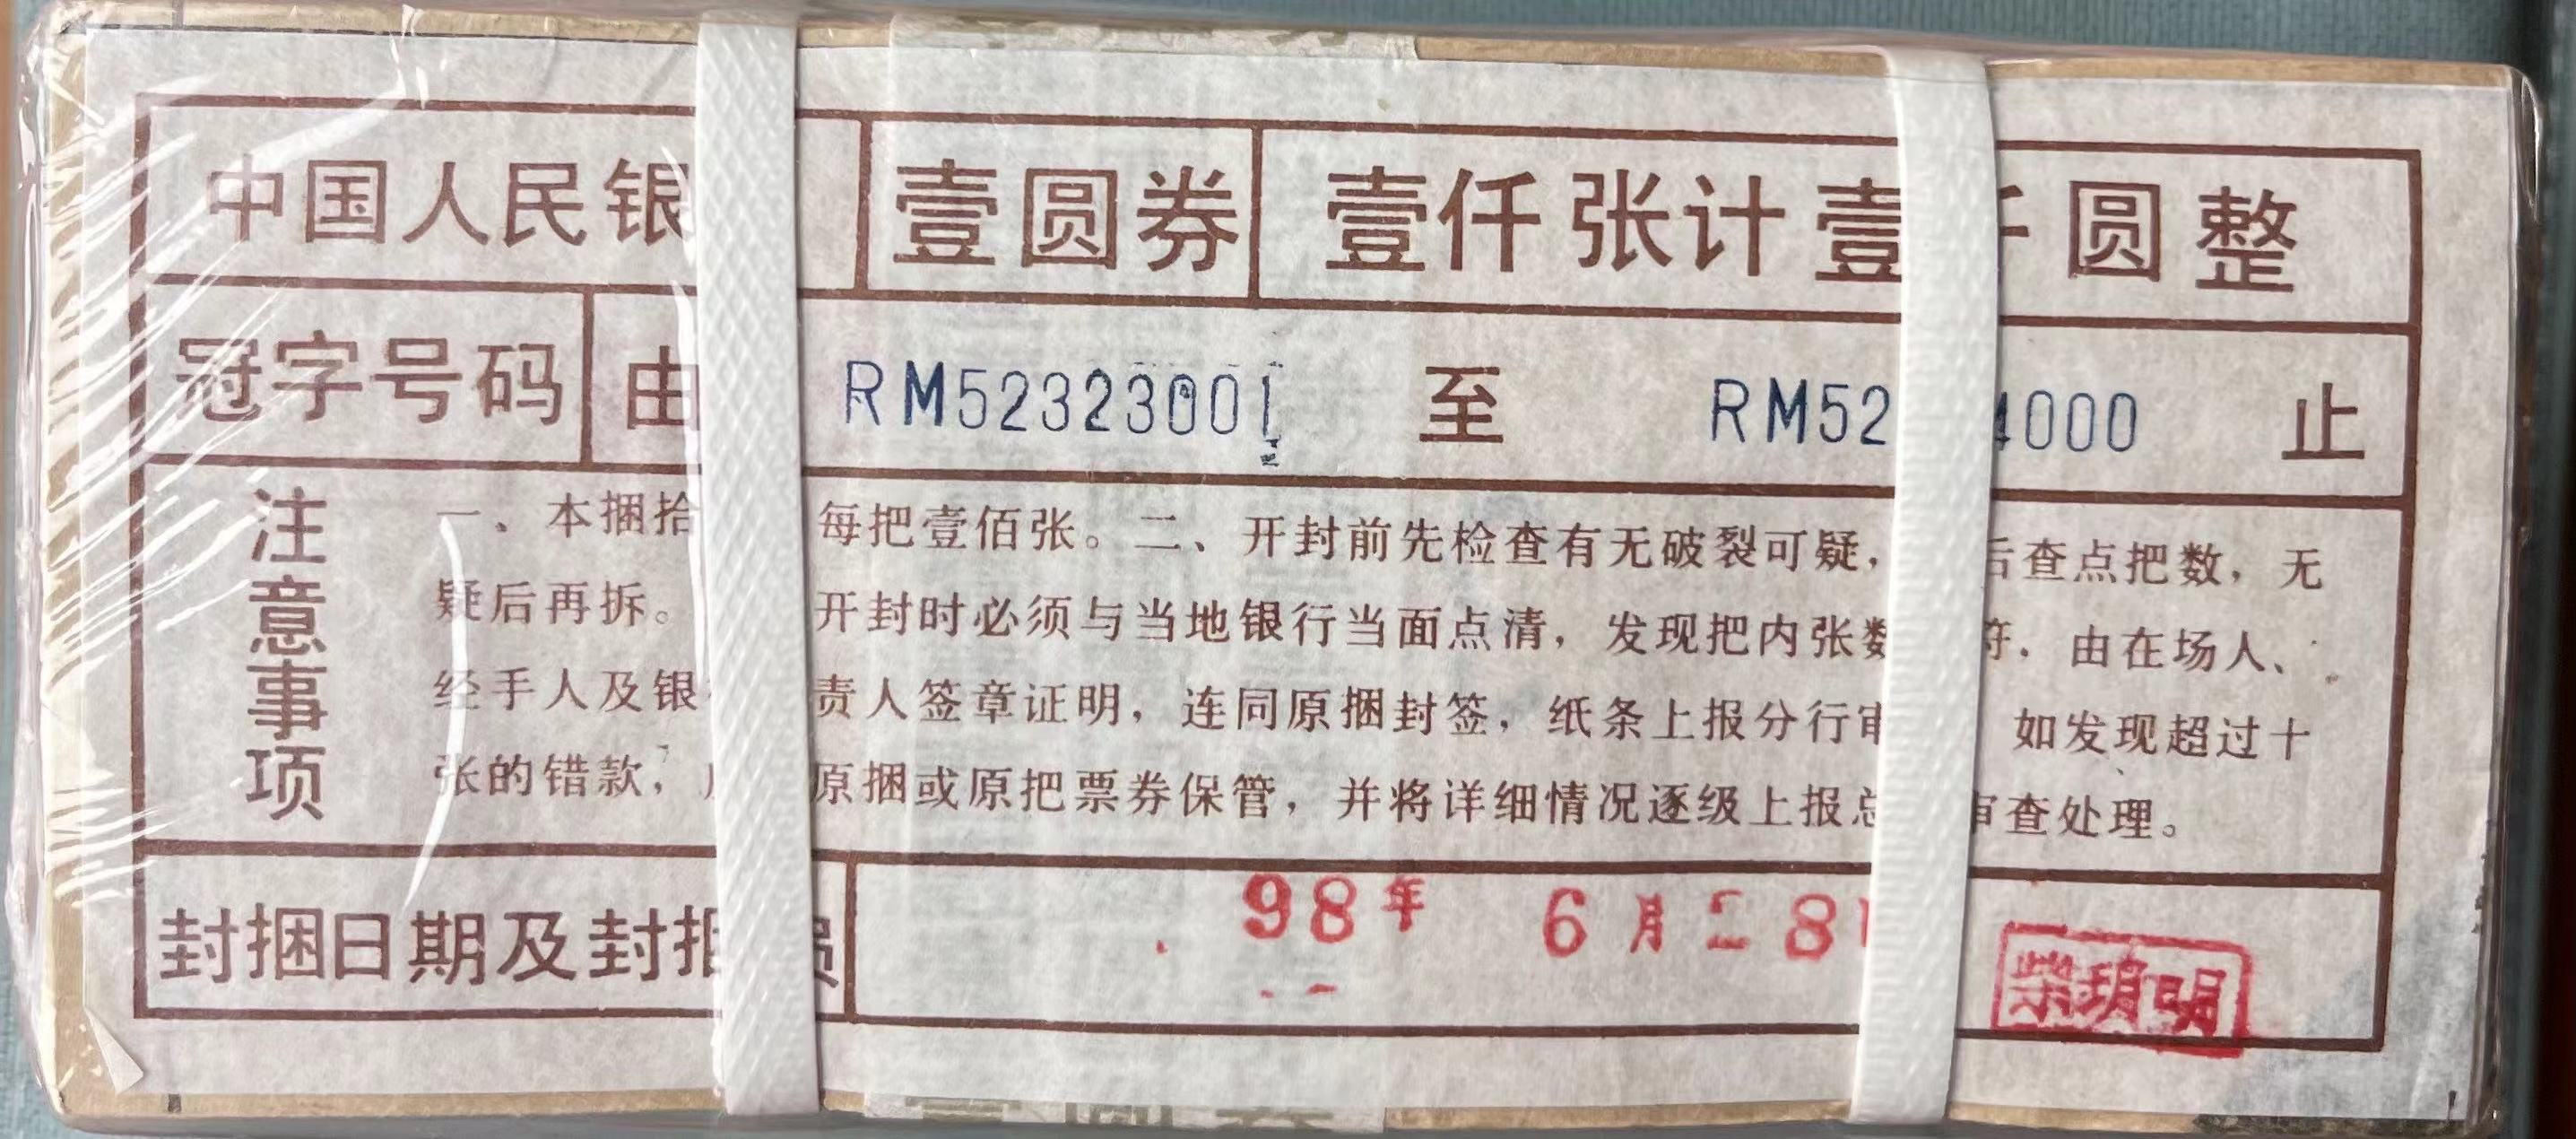 中国人民银 壹圆券 壹仟张计壹 圆整
冠字号码 由 RM52323001 至 RM52 4000 止
注意事项
一、本捆拾 每把壹佰张。二、开封前先检查有无破裂可疑， 后查点把数，无
疑后再拆。 开封时必须与当地银行当面点清，发现把内张数 符，由在场人、
经手人及银 责人签章证明，连同原捆封签，纸条上报分行审 如发现超过十
张的错款， 原捆或原把票券保管，并将详细情况逐级上报总 审查处理。
封捆日期及封捆 员 98年 6月28日